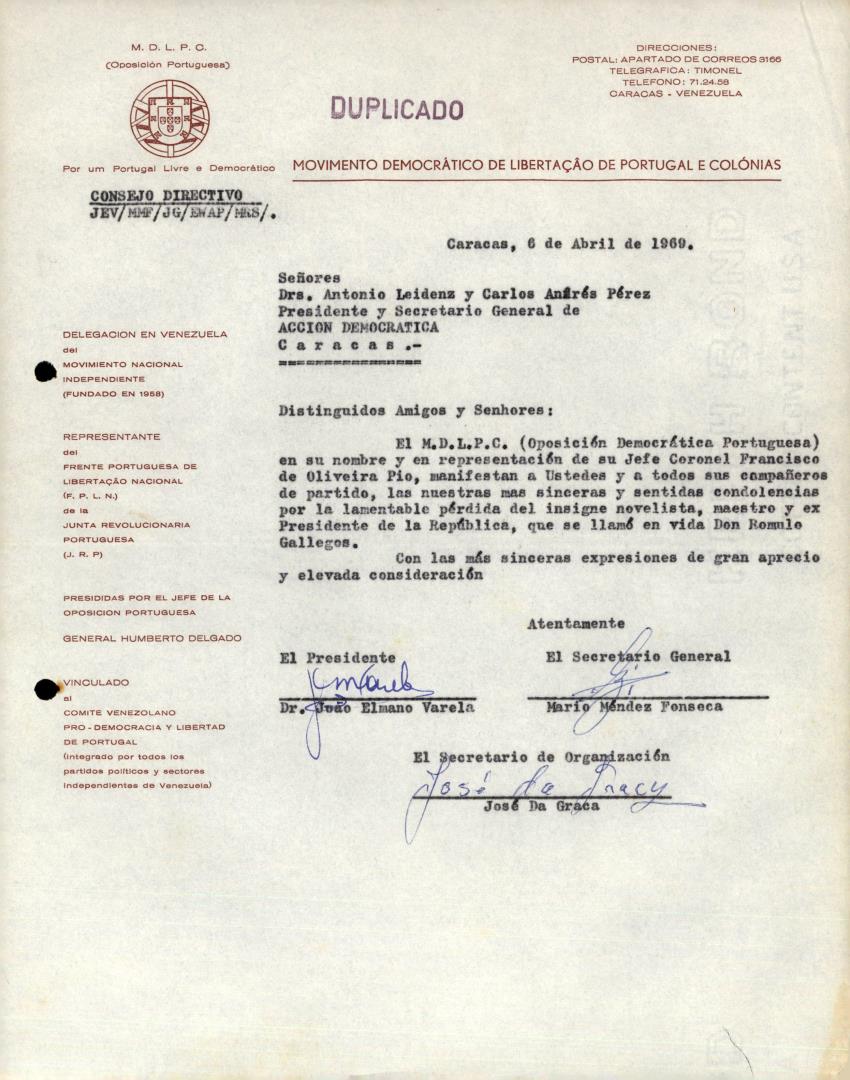 M. D. L. P. C.
(Oposición Portuguesa)
Por um Portugal Livre e Democrático
DIRECCIONES:
POSTAL: APARTADO DE CORREOS 3166
TELEGRAFICA: TIMONEL
TELEFONO: 71.24.58
CARACAS - VENEZUELA
DUPLICADO
MOVIMENTO DEMOCRÁTICO DE LIBERTAÇÃO DE PORTUGAL E COLÓNIAS
CONSEJO DIRECTIVO
JEV/MMF/JG/EWAP/MRS/.
Caracas, 6 de Abril de 1969.
Señores
Drs. Antonio Leidenz y Carlos Andrés Pérez
Presidente y Secretario General de
ACCION DEMOCRATICA
C a r a c a s .-
==================
Distinguidos Amigos y Senhores:
El M.D.L.P.C. (Oposición Democrática Portuguesa)
en su nombre y en representación de su Jefe Coronel Francisco
de Oliveira Pio, manifestan a Ustedes y a todos sus compañeros
de partido, las nuestras mas sinceras y sentidas condolencias
por la lamentable pérdida del insigne novelista, maestro y ex
Presidente de la República, que se llamó en vida Don Romulo
Gallegos.
Con las más sinceras expresiones de gran aprecio
y elevada consideración
Atentamente
El Presidente
Dr. João Elmano Varela
El Secretario General
Mario Méndez Fonseca
El Secretario de Organización
José da Gracy
José Da Graca
DELEGACION EN VENEZUELA
del
MOVIMIENTO NACIONAL
INDEPENDIENTE
(FUNDADO EN 1958)
REPRESENTANTE
del
FRENTE PORTUGUESA DE
LIBERTAÇÃO NACIONAL
(F. P. L. N.)
de la
JUNTA REVOLUCIONARIA
PORTUGUESA
(J. R. P)
PRESIDIDAS POR EL JEFE DE LA
OPOSICION PORTUGUESA
GENERAL HUMBERTO DELGADO
VINCULADO
al
COMITE VENEZOLANO
PRO - DEMOCRACIA Y LIBERTAD
DE PORTUGAL
(integrado por todos los
partidos políticos y sectores
independientes de Venezuela)